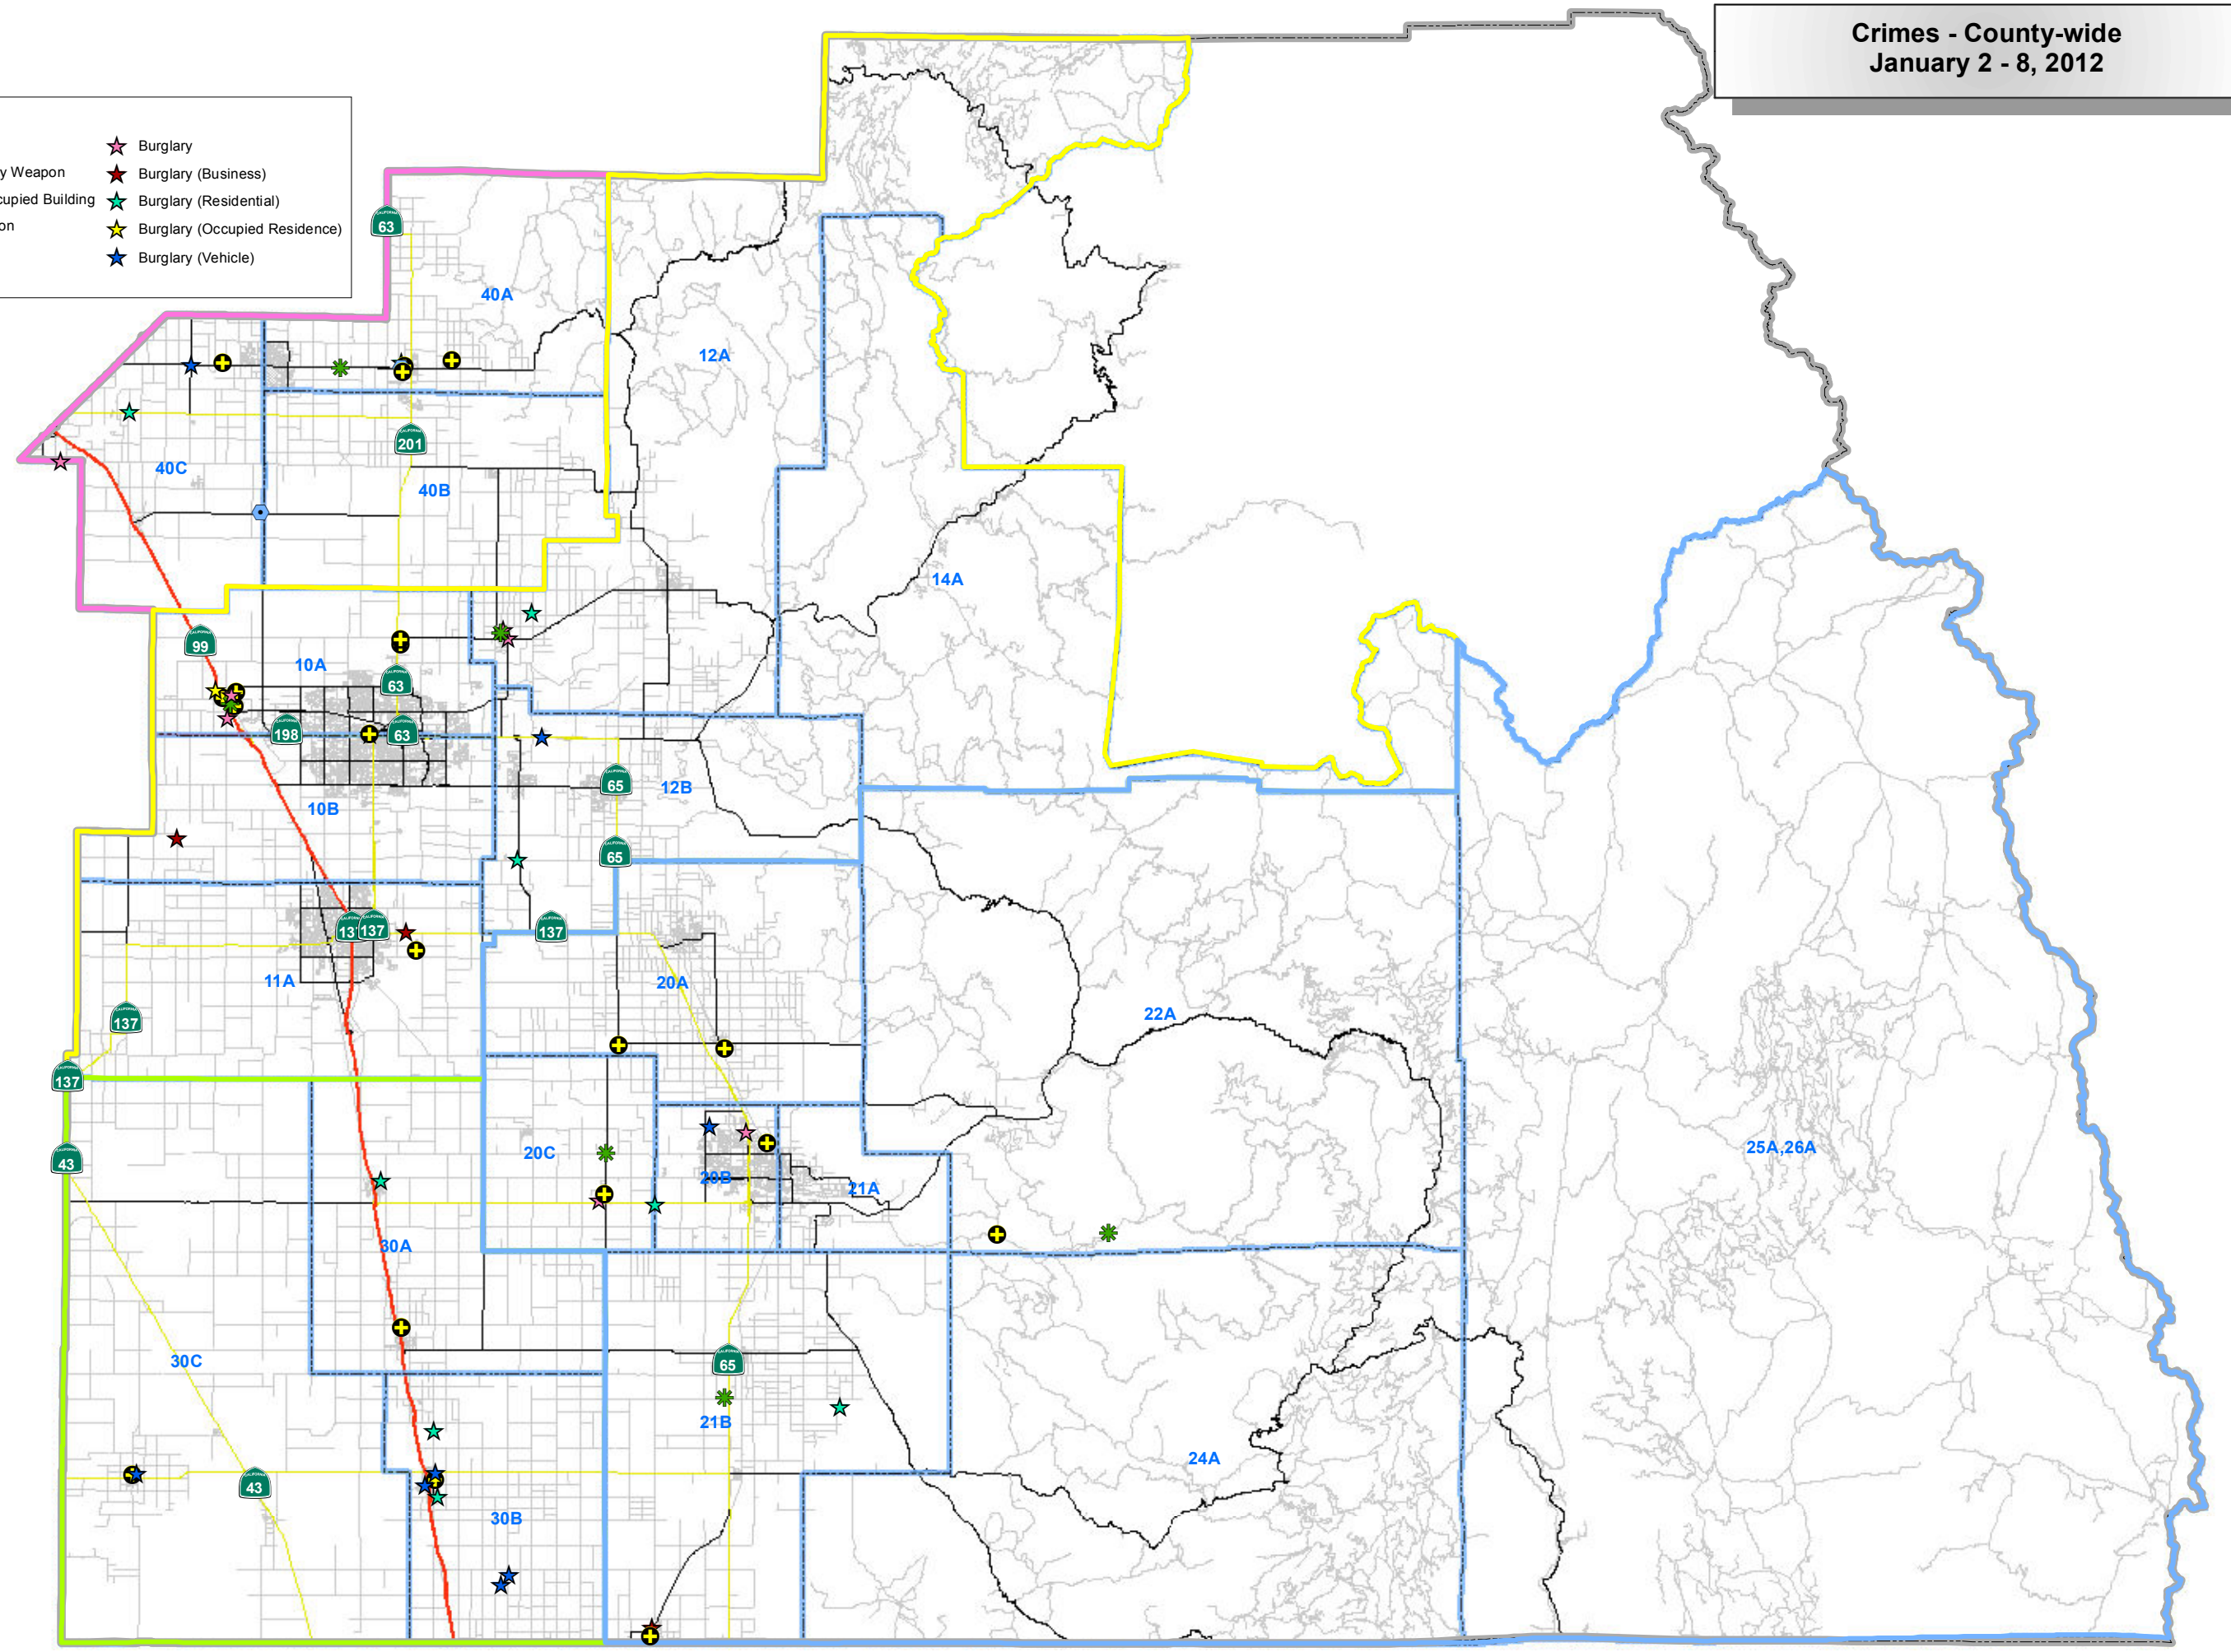 Crimes - County-wide
January 2 - 8, 2012
Burglary
y Weapon
Burglary (Business)
cupied Building
Burglary (Residential)
on
Burglary (Occupied Residence)
Burglary (Vehicle)
63
40A
12A
201
40C
40B
14A
99
10A
63
198
63
65
12B
10B
65
137
137
137
11A
20A
137
22A
137
43
20C
25A,26A
20B
21A
30A
30C
65
21B
24A
43
30B